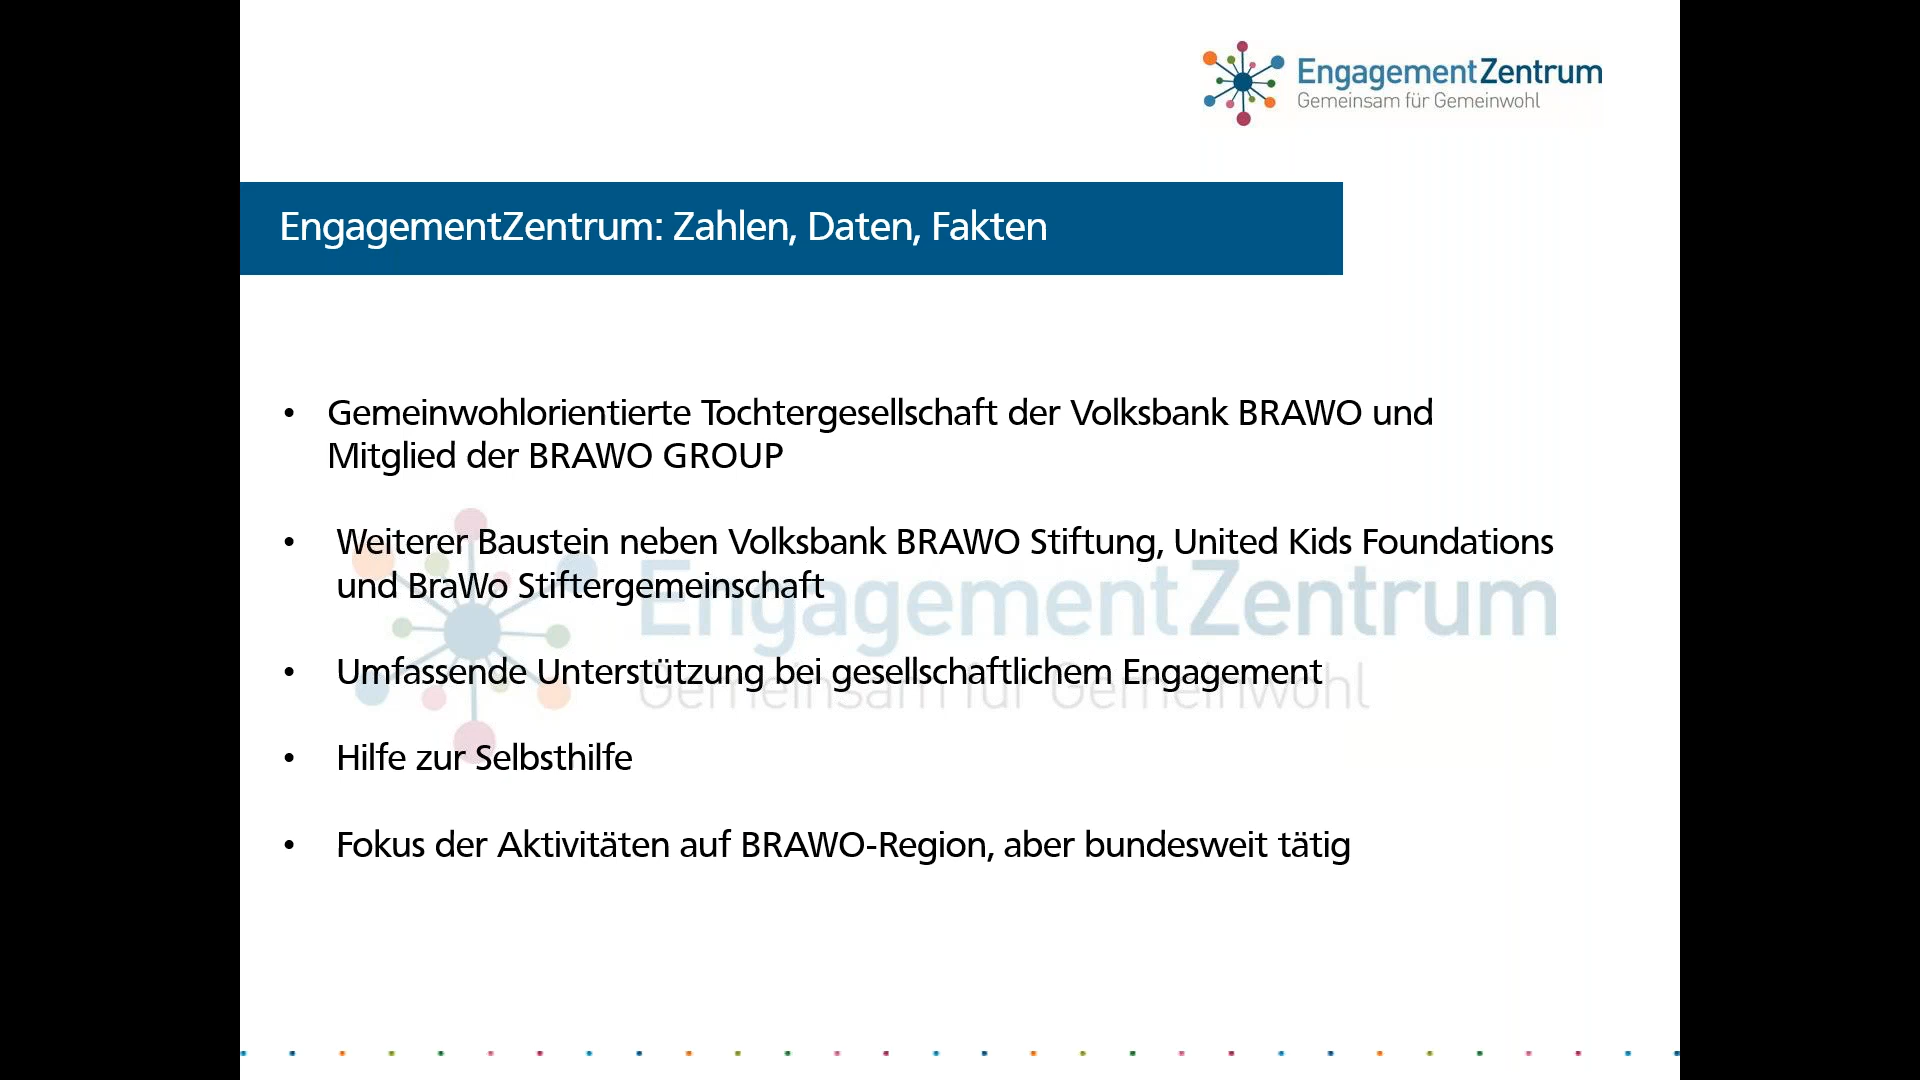 EngagementZentrum
Gemeinsam für Gemeinwohl
EngagementZentrum: Zahlen, Daten, Fakten
• Gemeinwohlorientierte Tochtergesellschaft der Volksbank BRAWO und
Mitglied der BRAWO GROUP
• Weiterer Baustein neben Volksbank BRAWO Stiftung, United Kids Foundations
und BraWo Stiftergemeinschaft
EngagementZentrum
• Umfassende Unterstützung bei gesellschaftlichem Engagement
Gemeinsam für Gemeinwohl
• Hilfe zur Selbsthilfe
• Fokus der Aktivitäten auf BRAWO-Region, aber bundesweit tätig